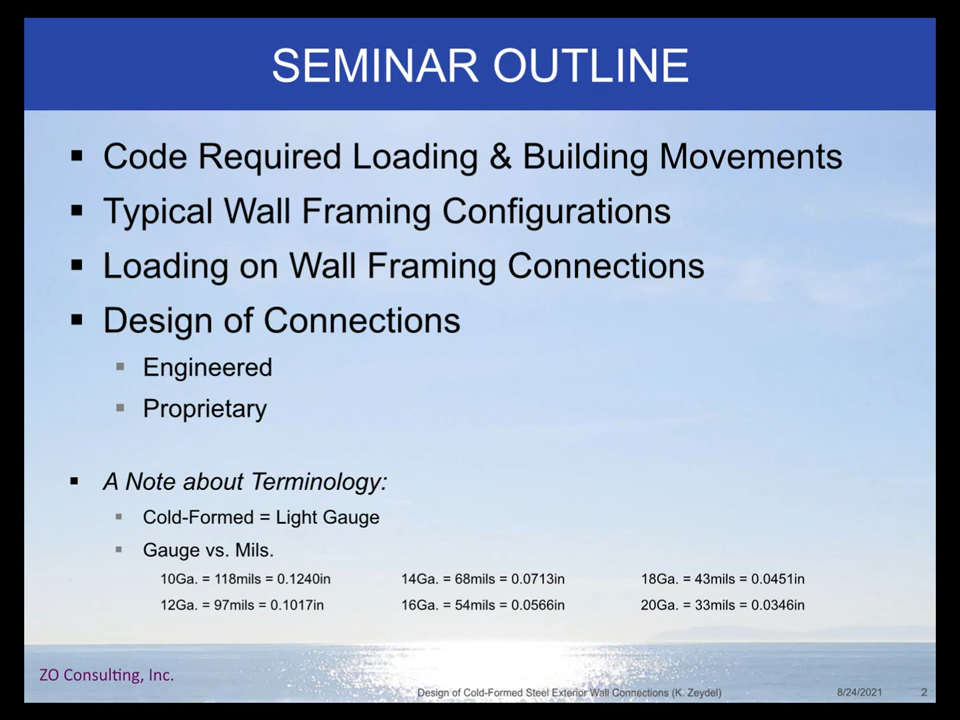 SEMINAR OUTLINE
▪ Code Required Loading & Building Movements
▪ Typical Wall Framing Configurations
▪ Loading on Wall Framing Connections
▪ Design of Connections
▪ Engineered
▪ Proprietary
▪ A Note about Terminology:
▪ Cold-Formed = Light Gauge
▪ Gauge vs. Mils.
10Ga. = 118mils = 0.1240in 14Ga. = 68mils = 0.0713in 18Ga. = 43mils = 0.0451in
12Ga. = 97mils = 0.1017in 16Ga. = 54mils = 0.0566in 20Ga. = 33mils = 0.0346in
ZO Consulting, Inc.
Design of Cold-Formed Steel Exterior Wall Connections (K. Zeydel) 8/24/2021 2